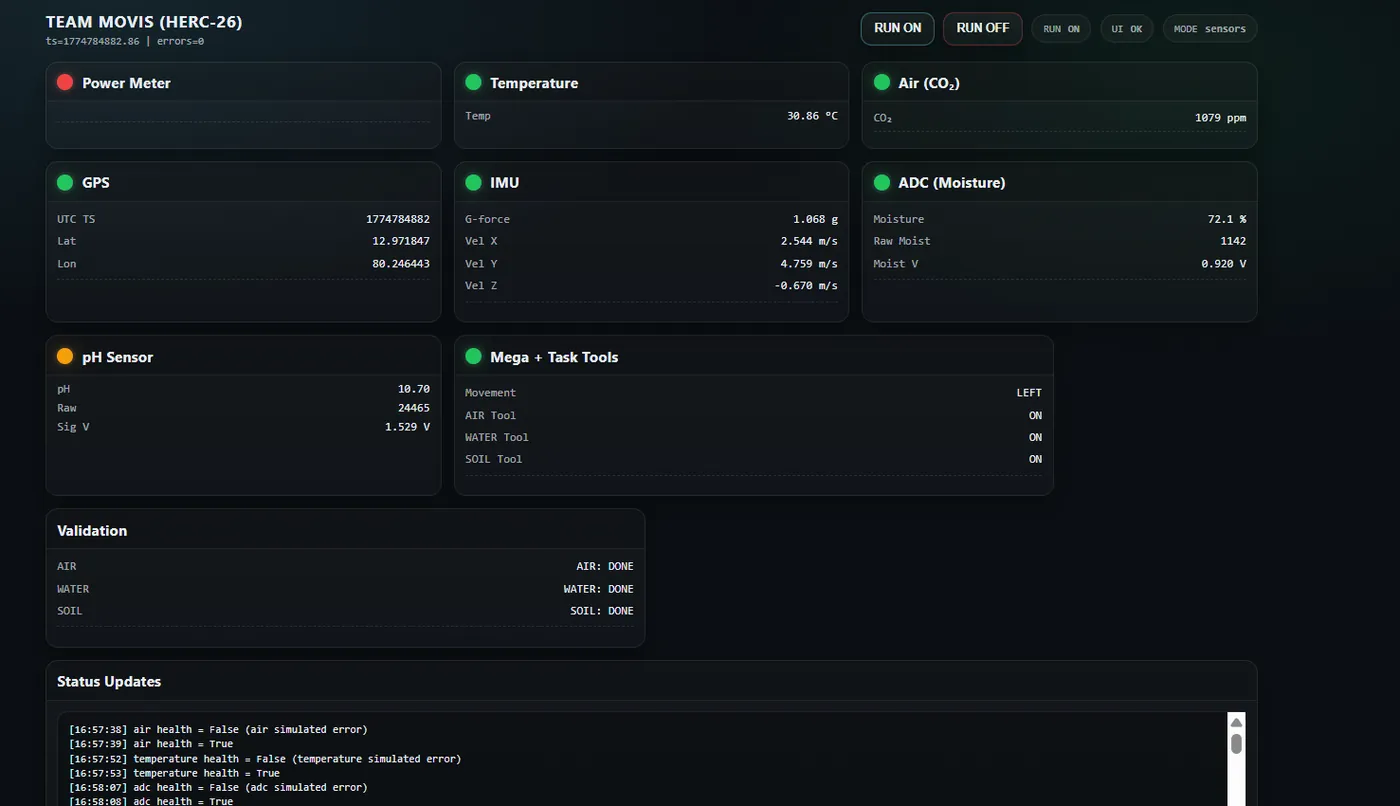 TEAM MOVIS (HERC-26)
ts=1774784882.86 | errors=0
RUN ON
RUN OFF
RUN ON
UI OK
MODE sensors
Power Meter
Temperature
Temp 30.86 °C
Air (CO₂)
CO₂ 1079 ppm
GPS
UTC TS 1774784882
Lat 12.971847
Lon 80.246443
IMU
G-force 1.068 g
Vel X 2.544 m/s
Vel Y 4.759 m/s
Vel Z -0.670 m/s
ADC (Moisture)
Moisture 72.1 %
Raw Moist 1142
Moist V 0.920 V
pH Sensor
pH 10.70
Raw 24465
Sig V 1.529 V
Mega + Task Tools
Movement LEFT
AIR Tool ON
WATER Tool ON
SOIL Tool ON
Validation
AIR AIR: DONE
WATER WATER: DONE
SOIL SOIL: DONE
Status Updates
[16:57:38] air health = False (air simulated error)
[16:57:39] air health = True
[16:57:52] temperature health = False (temperature simulated error)
[16:57:53] temperature health = True
[16:58:07] adc health = False (adc simulated error)
[16:58:08] adc health = True